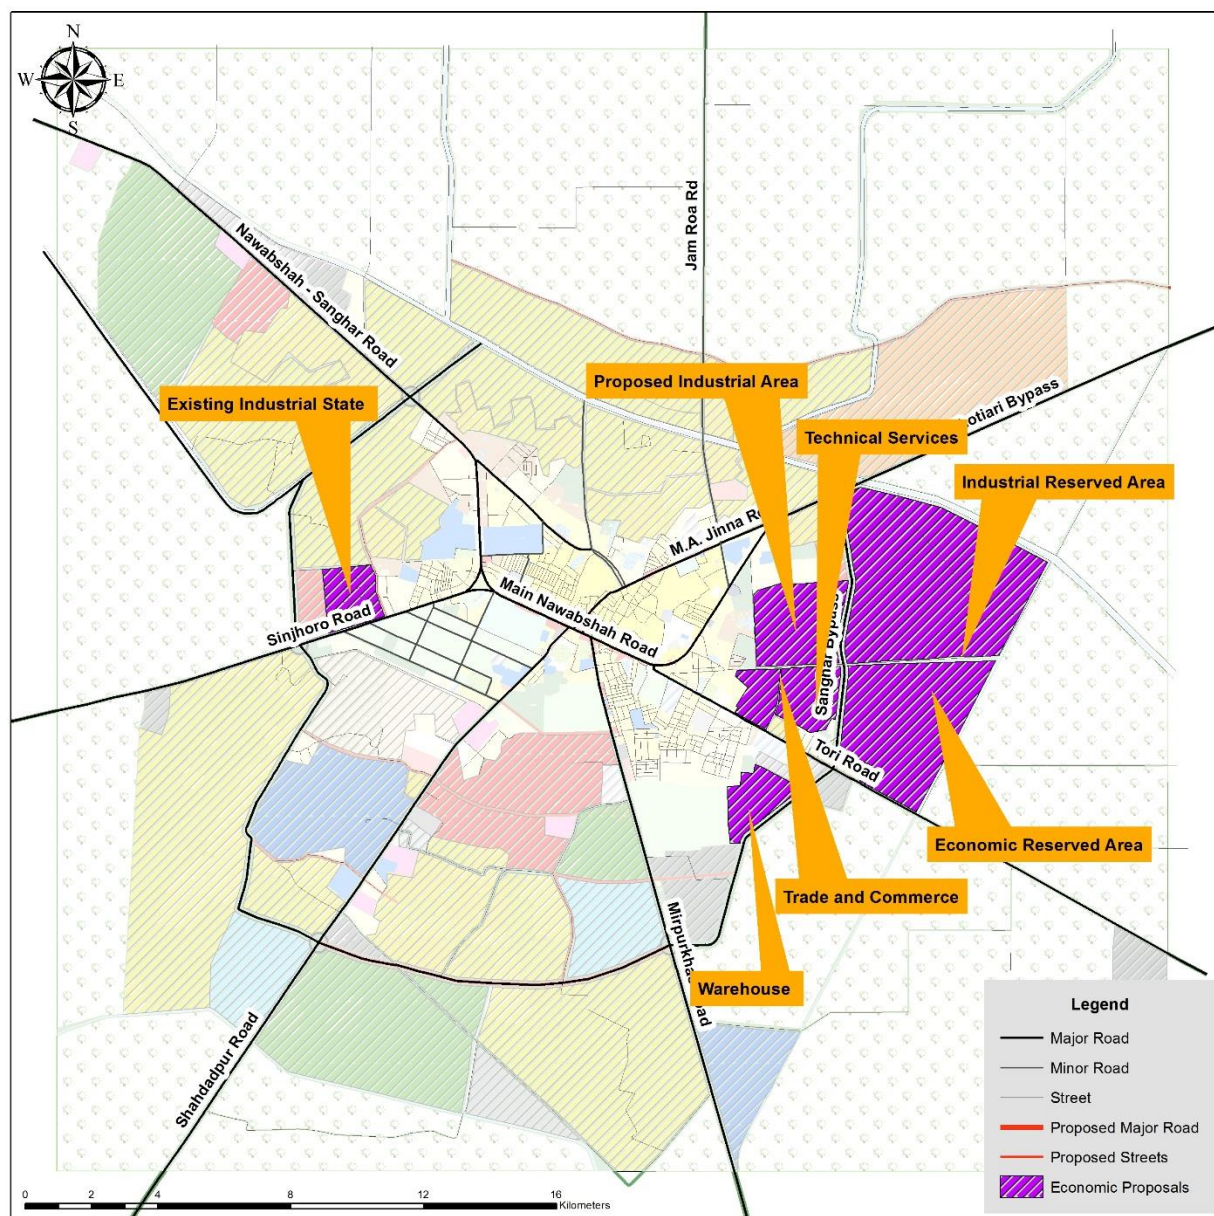 N
W E
S
Jam Roa Rd
Nawabshah - Sanghar Road
Proposed Industrial Area
Existing Industrial State
otiari Bypass
Technical Services
Industrial Reserved Area
M.A. Jinna Ro
Main Nawabshah Road
Sinjhoro Road
Sanghar Bypass
Tori Road
Economic Reserved Area
Trade and Commerce
Warehouse
Mirpurkha oad
Shahdadpur Road
Legend
Major Road
Minor Road
Street
Proposed Major Road
Proposed Streets
Economic Proposals
0 2 4 8 12 16
Kilometers